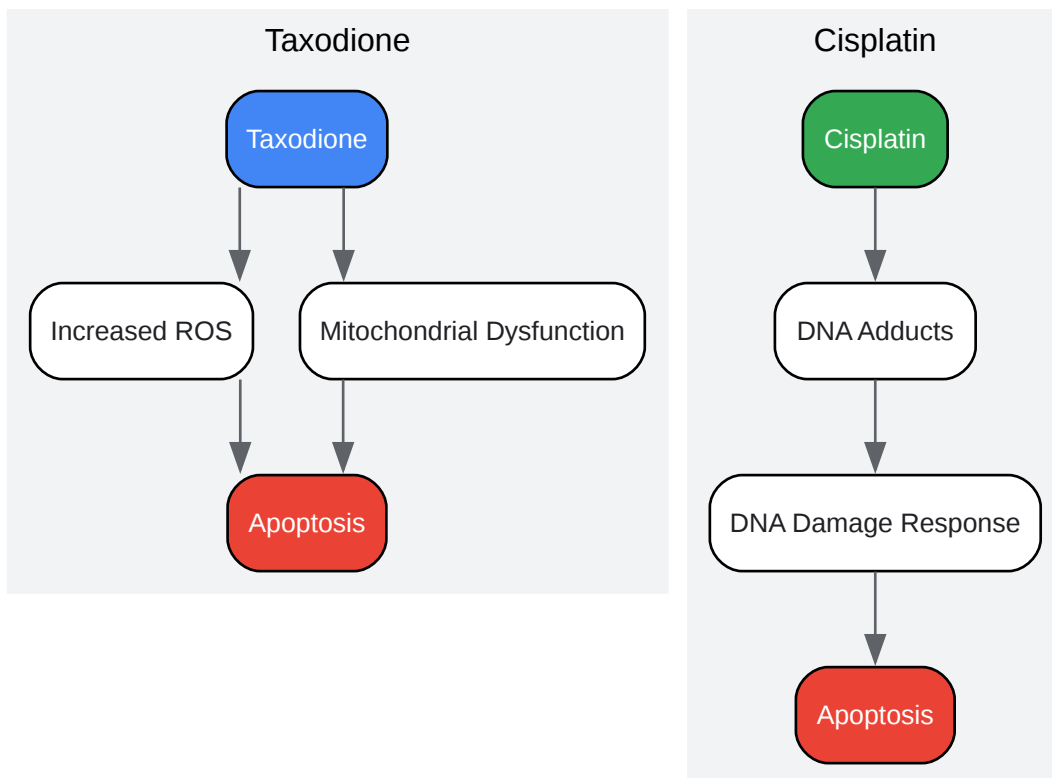 Taxodione
Taxodione
Increased ROS
Mitochondrial Dysfunction
Apoptosis
Cisplatin
Cisplatin
DNA Adducts
DNA Damage Response
Apoptosis